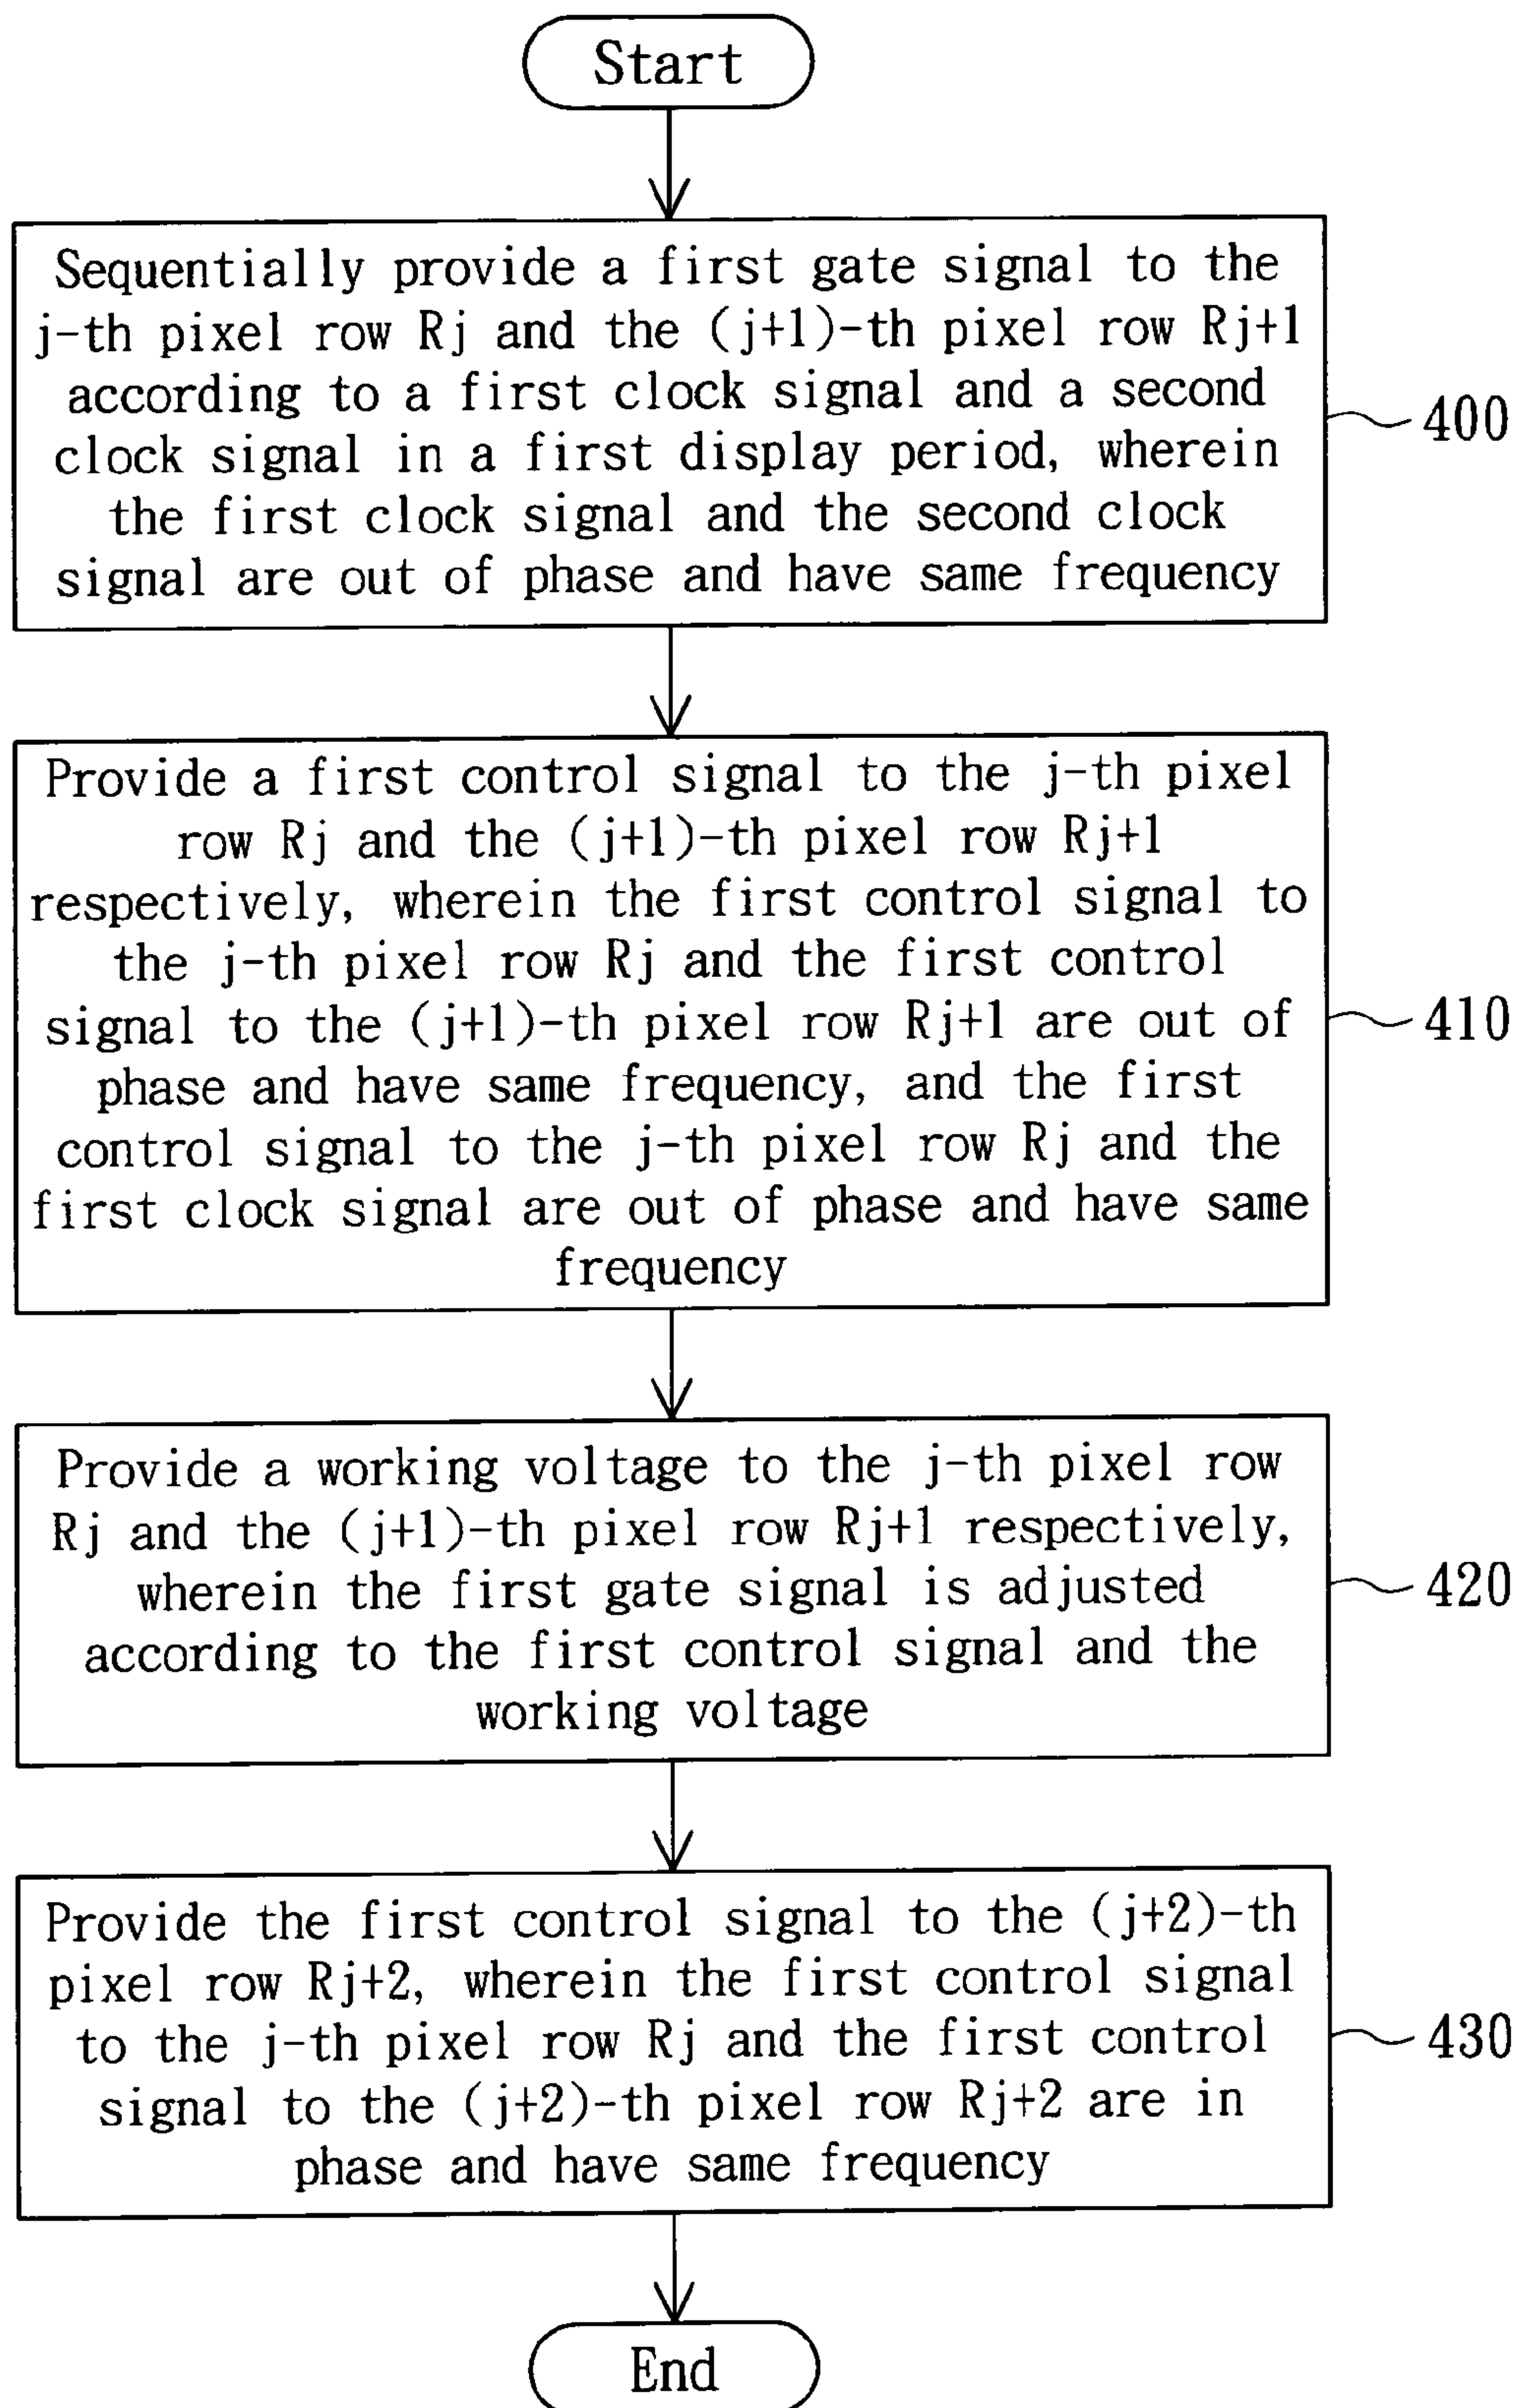 Start
Sequentially provide a first gate signal to the
j-th pixel row Rj and the (j+1)-th pixel row Rj+1
according to a first clock signal and a second
clock signal in a first display period, wherein
the first clock signal and the second clock
signal are out of phase and have same frequency
400
Provide a first control signal to the j-th pixel
row Rj and the (j+1)-th pixel row Rj+1
respectively, wherein the first control signal to
the j-th pixel row Rj and the first control
signal to the (j+1)-th pixel row Rj+1 are out of
phase and have same frequency, and the first
control signal to the j-th pixel row Rj and the
first clock signal are out of phase and have same
frequency
410
Provide a working voltage to the j-th pixel row
Rj and the (j+1)-th pixel row Rj+1 respectively,
wherein the first gate signal is adjusted
according to the first control signal and the
working voltage
420
Provide the first control signal to the (j+2)-th
pixel row Rj+2, wherein the first control signal
to the j-th pixel row Rj and the first control
signal to the (j+2)-th pixel row Rj+2 are in
phase and have same frequency
430
End